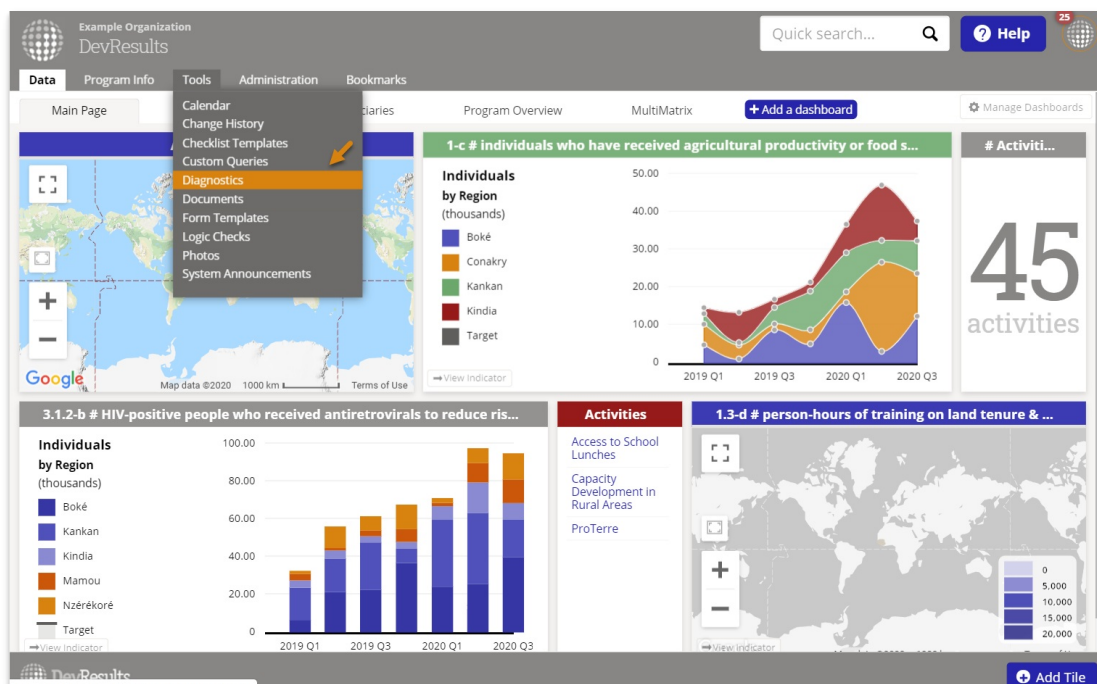 Example Organization
DevResults
Quick search...
Help
25
Data
Program Info
Tools
Administration
Bookmarks
Main Page
ciaries
Program Overview
MultiMatrix
Add a dashboard
Manage Dashboards
Calendar
Change History
Checklist Templates
Custom Queries
Diagnostics
Documents
Form Templates
Logic Checks
Photos
System Announcements
Google
Map data ©2020
1000 km
Terms of Use
1-c # individuals who have received agricultural productivity or food s...
Individuals
by Region
(thousands)
Boké
Conakry
Kankan
Kindia
Target
50.00
40.00
30.00
20.00
10.00
0
2019 Q1
2019 Q3
2020 Q1
2020 Q3
View Indicator
# Activiti...
45
activities
3.1.2-b # HIV-positive people who received antiretrovirals to reduce ris...
Individuals
by Region
(thousands)
Boké
Kankan
Kindia
Mamou
Nzérékoré
Target
100.00
80.00
60.00
40.00
20.00
0
2019 Q1
2019 Q3
2020 Q1
2020 Q3
View Indicator
Activities
Access to School
Lunches
Capacity
Development in
Rural Areas
ProTerre
1.3-d # person-hours of training on land tenure & ...
0
5,000
10,000
15,000
20,000
View Indicator
DevResults
Add Tile